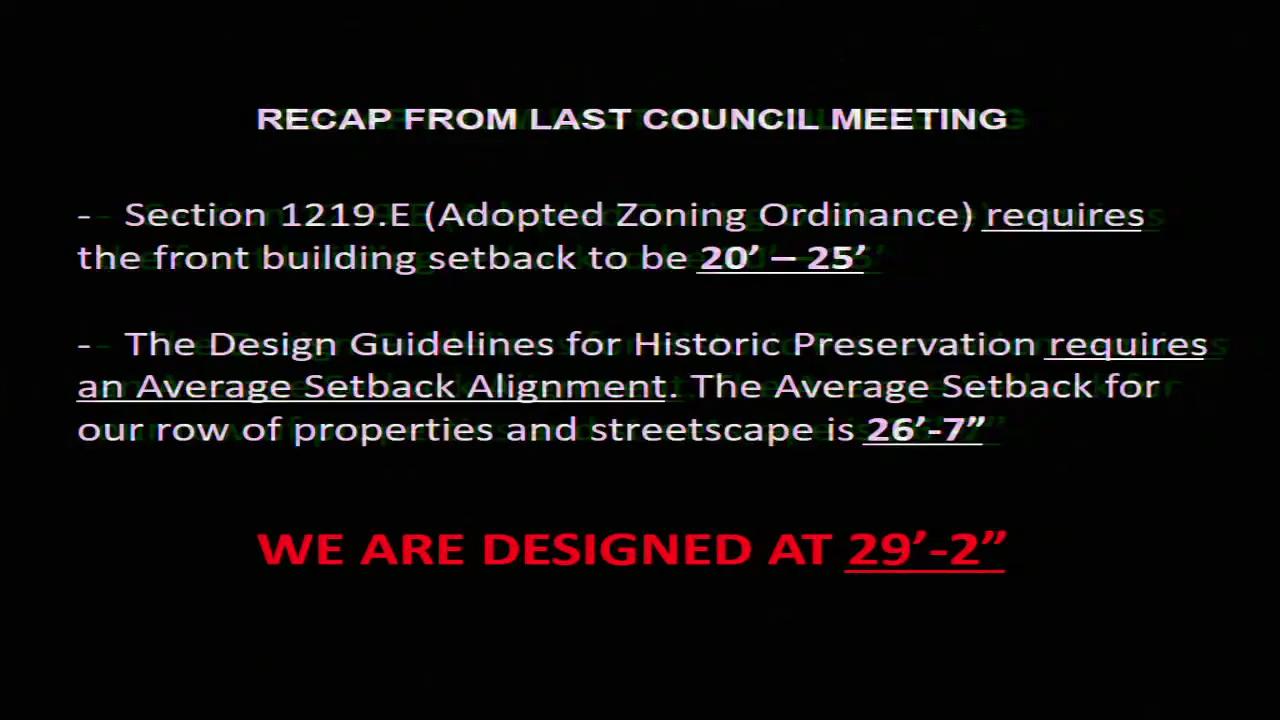 RECAP FROM LAST COUNCIL MEETING
- Section 1219.E (Adopted Zoning Ordinance) requires
the front building setback to be 20’ – 25’
- The Design Guidelines for Historic Preservation requires
an Average Setback Alignment. The Average Setback for
our row of properties and streetscape is 26’-7”
WE ARE DESIGNED AT 29’-2”